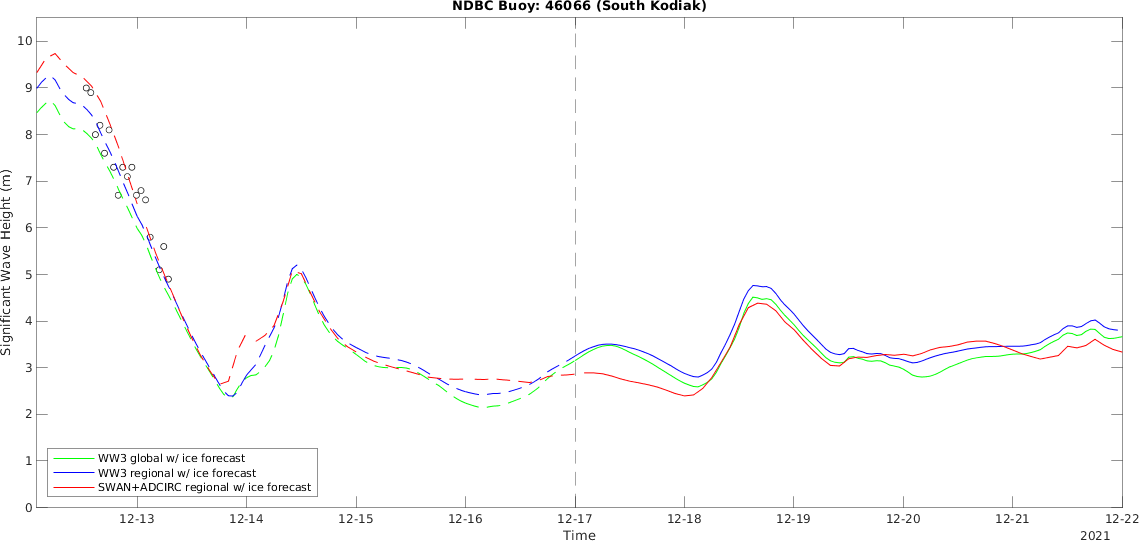 NDBC Buoy: 46066 (South Kodiak)
Significant Wave Height (m)
10
9
8
7
6
5
4
3
2
1
0
WW3 global w/ ice forecast
WW3 regional w/ ice forecast
SWAN+ADCIRC regional w/ ice forecast
12-13 12-14 12-15 12-16 12-17 12-18 12-19 12-20 12-21 12-22
Time
2021